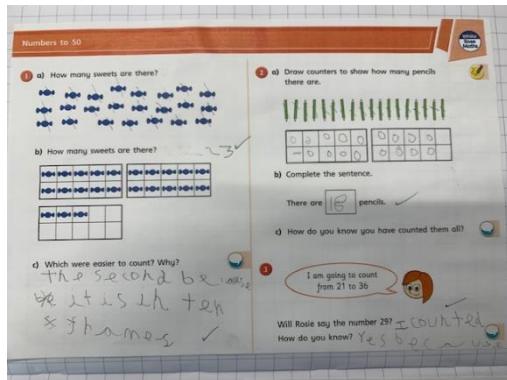 Numbers to 50
White
Rose
Maths
1 a) How many sweets are there?
b) How many sweets are there?
23
c) Which were easier to count? Why?
the second because
it is in ten
frames
2 a) Draw counters to show how many pencils
there are.
b) Complete the sentence.
There are 18 pencils.
c) How do you know you have counted them all?
3
I am going to count
from 21 to 36
Will Rosie say the number 29? I counted
How do you know? Yes because